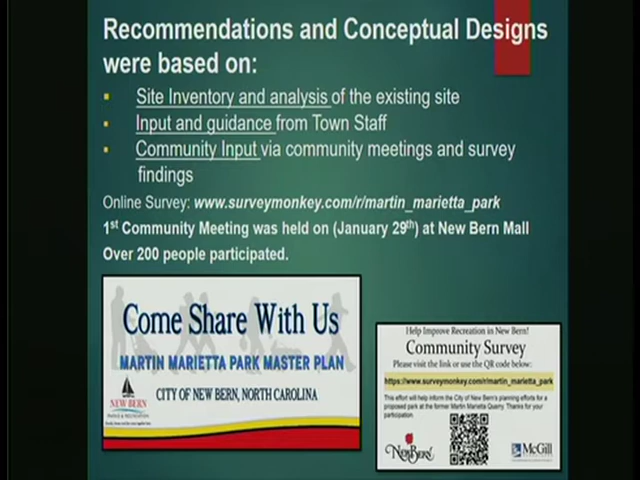 Recommendations and Conceptual Designs
were based on:
Site Inventory and analysis of the existing site
Input and guidance from Town Staff
Community Input via community meetings and survey
findings
Online Survey: www.surveymonkey.com/r/martin_marietta_park
1st Community Meeting was held on (January 29th) at New Bern Mall
Over 200 people participated.
Come Share With Us
MARTIN MARIETTA PARK MASTER PLAN
CITY OF NEW BERN, NORTH CAROLINA
NEW BERN
PARKS & RECREATION
Help Improve Recreation in New Bern!
Community Survey
Please visit the link or use the QR code below:
https://www.surveymonkey.com/r/martin_marietta_park
This effort will help inform the City of New Bern's planning efforts for a
proposed park at the former Martin Marietta Quarry. Thanks for your
participation.
NEW BERN
McGill